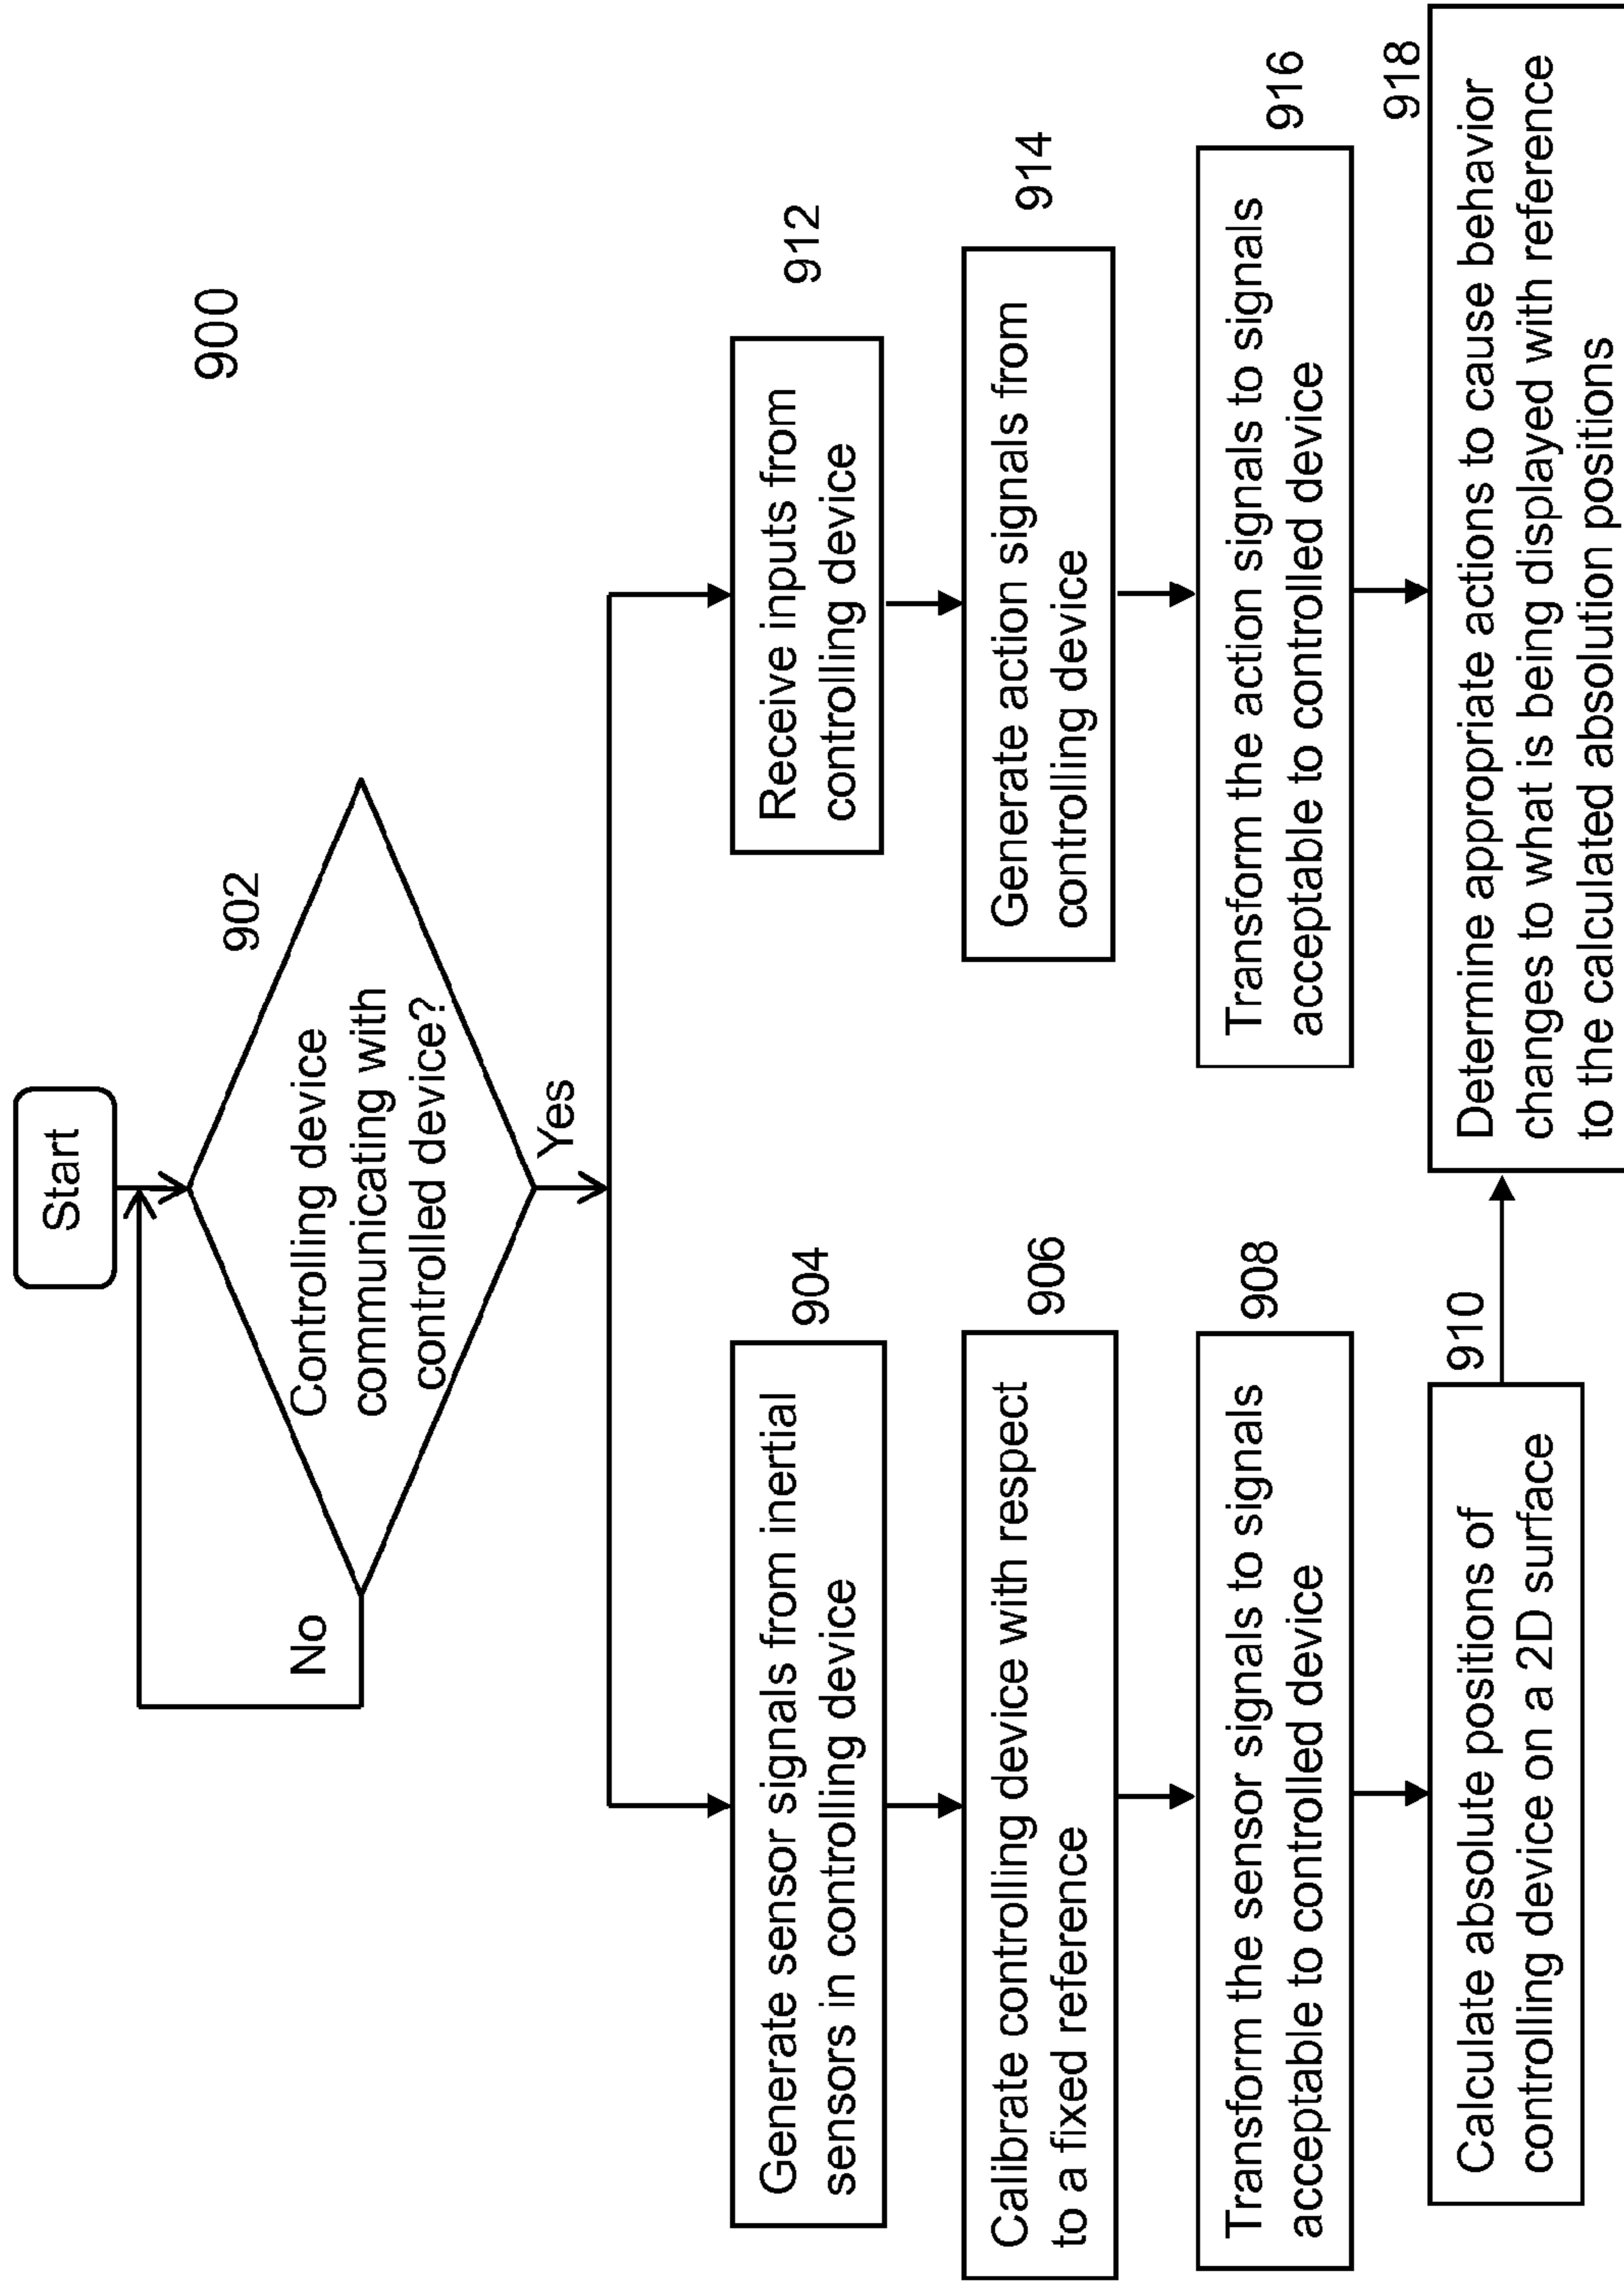 900
Start
902
Controlling device
communicating with
controlled device?
No
Yes
904
Generate sensor signals from inertial
sensors in controlling device
906
Calibrate controlling device with respect
to a fixed reference
908
Transform the sensor signals to signals
acceptable to controlled device
910
Calculate absolute positions of
controlling device on a 2D surface
912
Receive inputs from
controlling device
914
Generate action signals from
controlling device
916
Transform the action signals to signals
acceptable to controlled device
918
Determine appropriate actions to cause behavior
changes to what is being displayed with reference
to the calculated absolution positions